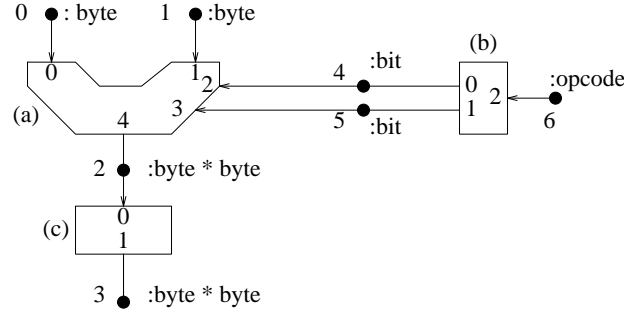 0 : byte 1 :byte
(b)
0 1 2 4 :bit 0 :opcode
3 1 2
(a) 4 5 :bit 6
2 :byte * byte
0
(c) 1
3 :byte * byte